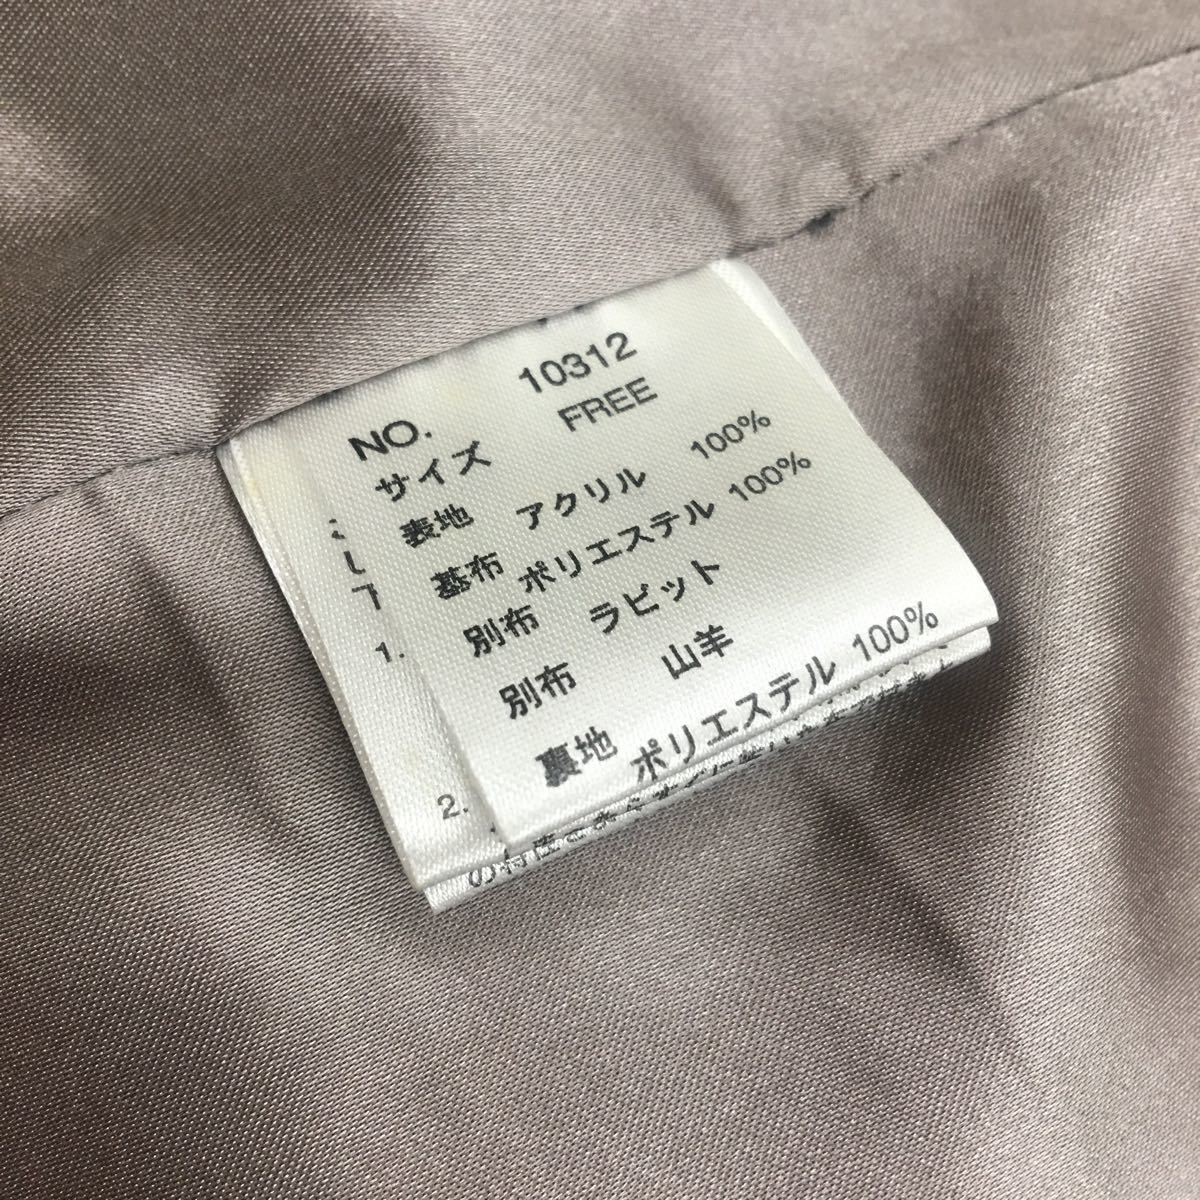 NO. 10312
サイズ FREE
表地 アクリル 100%
基布 ポリエステル 100%
別布 ラビット
別布 山羊
裏地 ポリエステル 100%
1.
2.